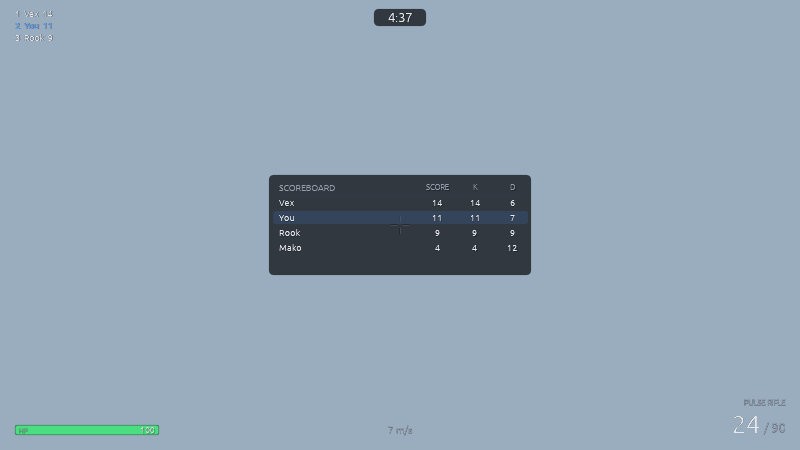 1 Vex 14
2 You 11
3 Rook 9
4:37
SCOREBOARD SCORE K D
Vex 14 14 6
You 11 11 7
Rook 9 9 9
Mako 4 4 12
HP 100
7 m/s
PULSE RIFLE
24 / 90